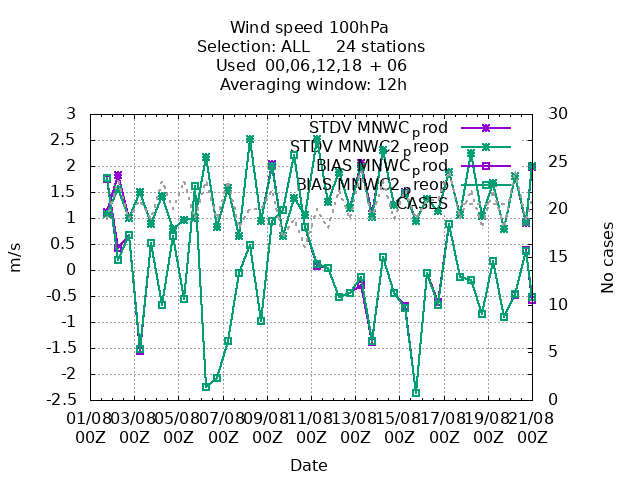 Wind speed 100hPa
Selection: ALL 24 stations
Used 00,06,12,18 + 06
Averaging window: 12h
3
2.5
2
1.5
1
0.5
0
-0.5
-1
-1.5
-2
-2.5
m/s
30
25
20
15
10
5
0
No cases
STDV MNWC_prod
STDV MNWC2_preop
BIAS MNWC_prod
BIAS MNWC2_preop
CASES
01/08 03/08 05/08 07/08 09/08 11/08 13/08 15/08 17/08 19/08 21/08
00Z 00Z 00Z 00Z 00Z 00Z 00Z 00Z 00Z 00Z 00Z
Date